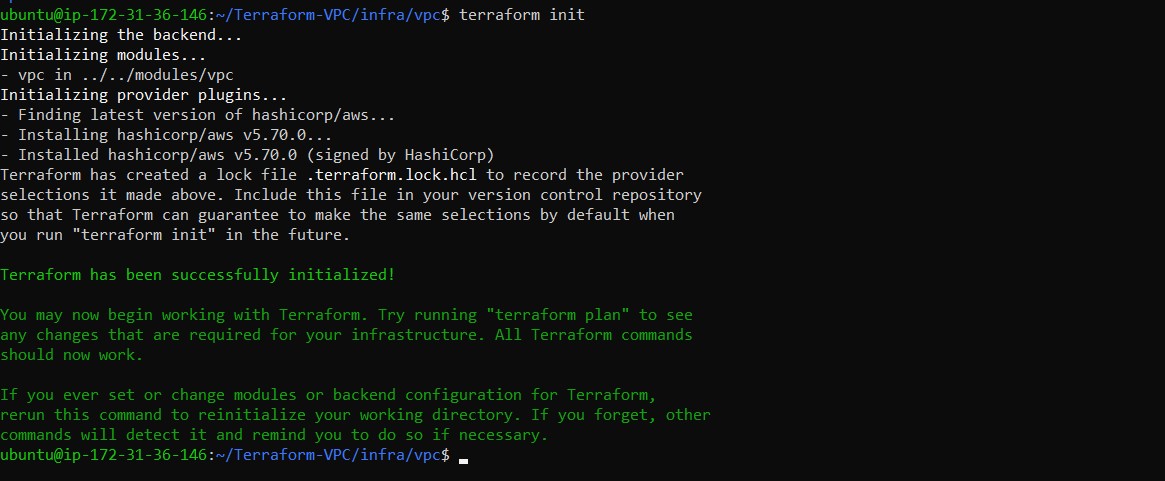 ubuntu@ip-172-31-36-146:~/Terraform-VPC/infra/vpc$ terraform init
Initializing the backend...
Initializing modules...
- vpc in ../../modules/vpc
Initializing provider plugins...
- Finding latest version of hashicorp/aws...
- Installing hashicorp/aws v5.70.0...
- Installed hashicorp/aws v5.70.0 (signed by HashiCorp)
Terraform has created a lock file .terraform.lock.hcl to record the provider
selections it made above. Include this file in your version control repository
so that Terraform can guarantee to make the same selections by default when
you run "terraform init" in the future.
Terraform has been successfully initialized!
You may now begin working with Terraform. Try running "terraform plan" to see
any changes that are required for your infrastructure. All Terraform commands
should now work.
If you ever set or change modules or backend configuration for Terraform,
rerun this command to reinitialize your working directory. If you forget, other
commands will detect it and remind you to do so if necessary.
ubuntu@ip-172-31-36-146:~/Terraform-VPC/infra/vpc$